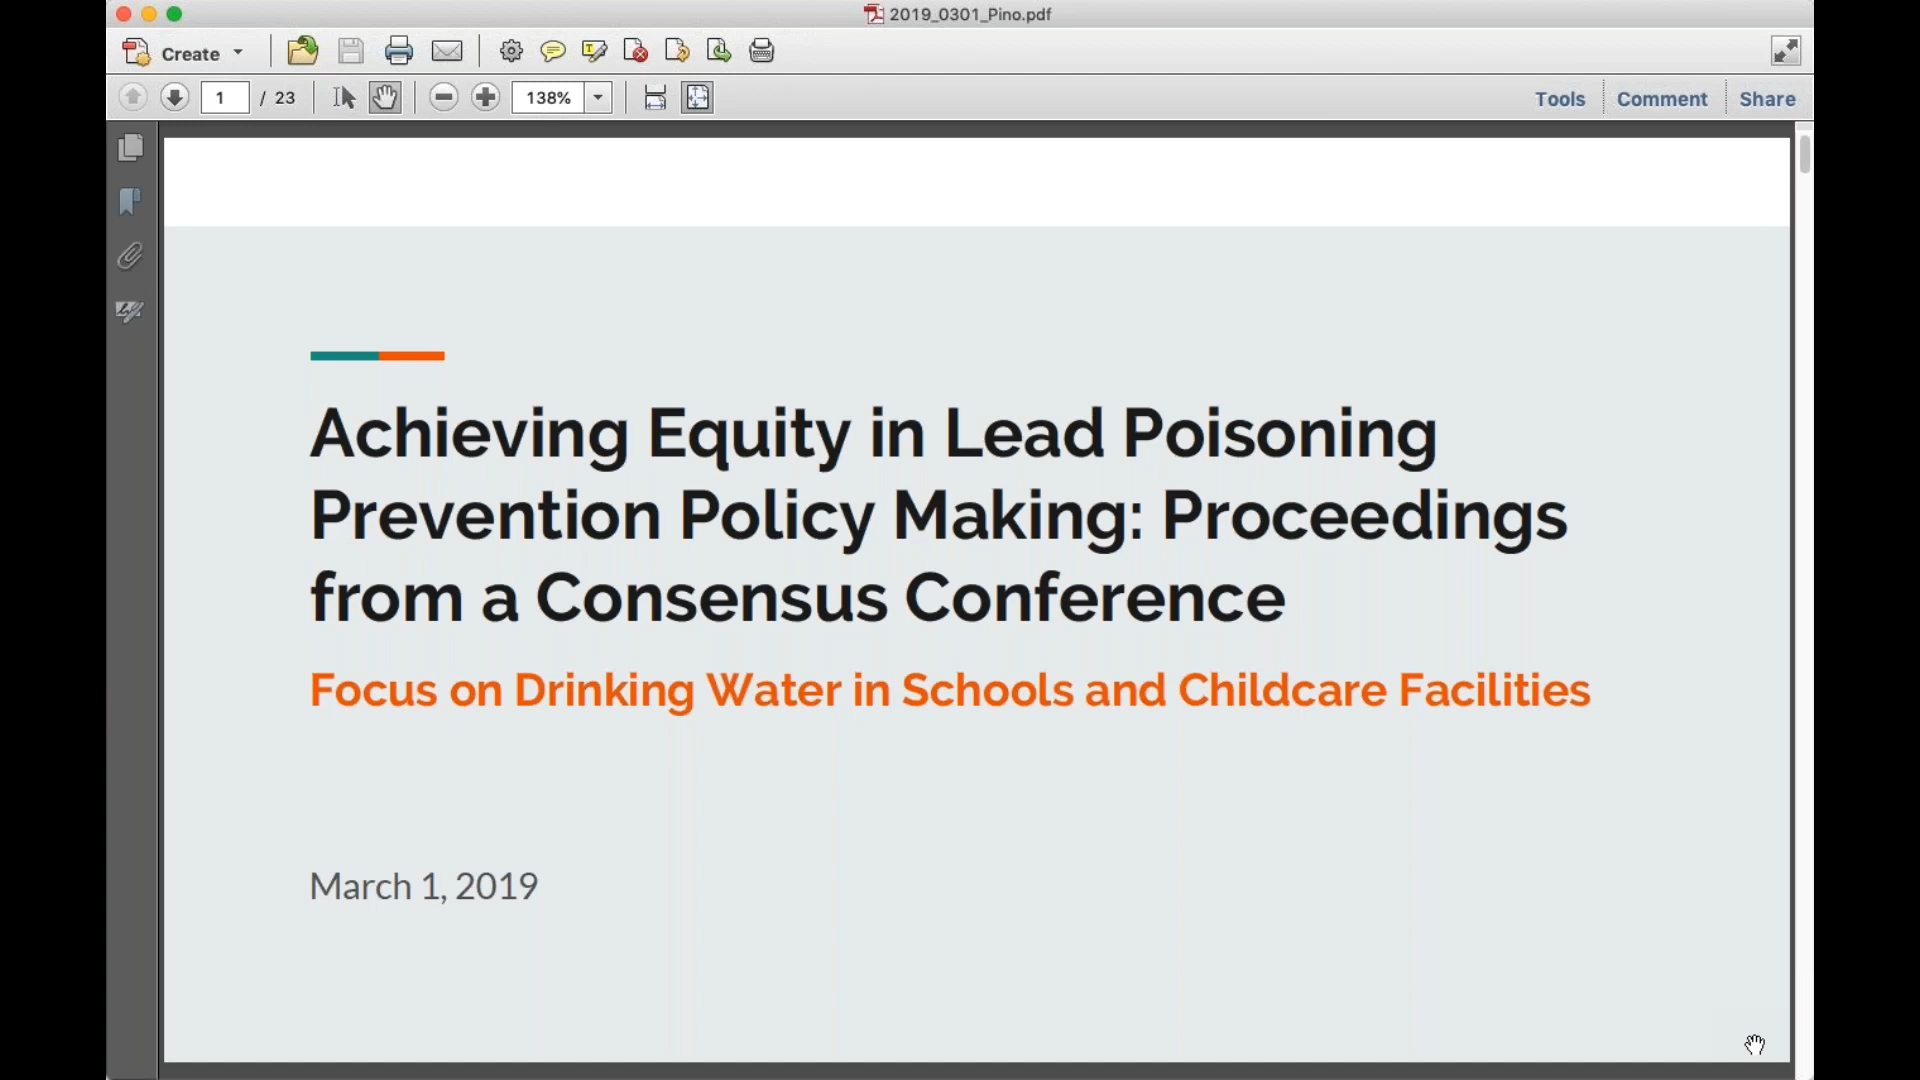 2019_0301_Pino.pdf
Create
1 / 23
138%
Tools
Comment
Share
Achieving Equity in Lead Poisoning
Prevention Policy Making: Proceedings
from a Consensus Conference
Focus on Drinking Water in Schools and Childcare Facilities
March 1, 2019